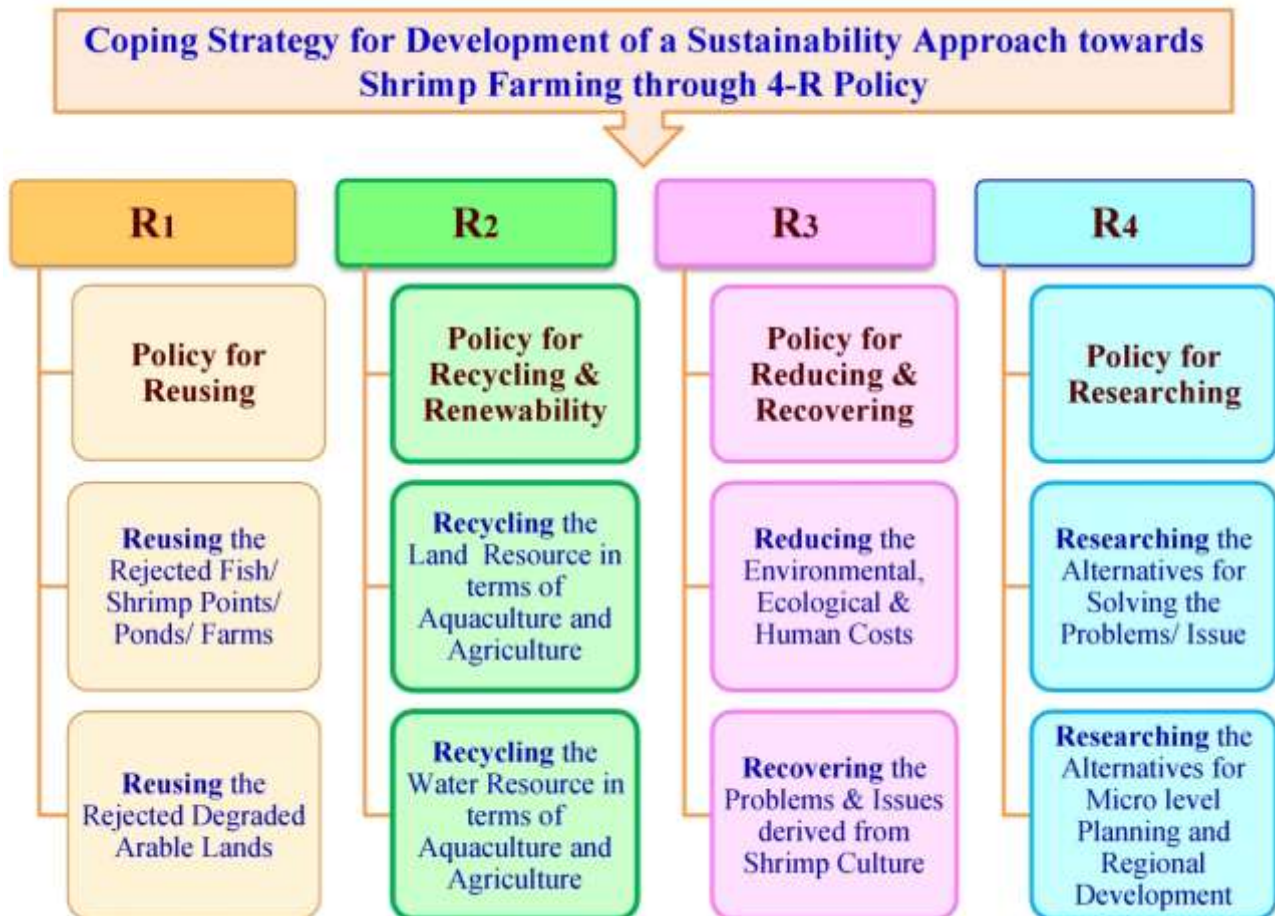 Coping Strategy for Development of a Sustainability Approach towards
Shrimp Farming through 4-R Policy
R1
Policy for
Reusing
Reusing the
Rejected Fish/
Shrimp Points/
Ponds/ Farms
Reusing the
Rejected Degraded
Arable Lands
R2
Policy for
Recycling &
Renewability
Recycling the
Land Resource in
terms of
Aquaculture and
Agriculture
Recycling the
Water Resource in
terms of
Aquaculture and
Agriculture
R3
Policy for
Reducing &
Recovering
Reducing the
Environmental,
Ecological &
Human Costs
Recovering the
Problems & Issues
derived from
Shrimp Culture
R4
Policy for
Researching
Researching the
Alternatives for
Solving the
Problems/ Issue
Researching the
Alternatives for
Micro level
Planning and
Regional
Development